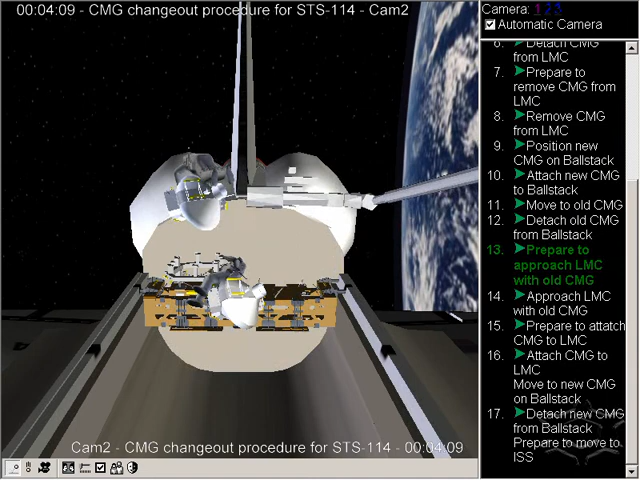 00:04:09 - CMG changeout procedure for STS-114 - Cam2
Camera: 1 2 3
Automatic Camera
6. Detach CMG
from LMC
7. Prepare to
remove CMG from
LMC
8. Remove CMG
from LMC
9. Position new
CMG on Ballstack
10. Attach new CMG
to Ballstack
11. Move to old CMG
12. Detach old CMG
from Ballstack
13. Prepare to
approach LMC
with old CMG
14. Approach LMC
with old CMG
15. Prepare to attatch
CMG to LMC
16. Attach CMG to
LMC
Move to new CMG
on Ballstack
17. Detach new CMG
from Ballstack
Prepare to move to
ISS
Cam2 - CMG changeout procedure for STS-114 - 00:04:09